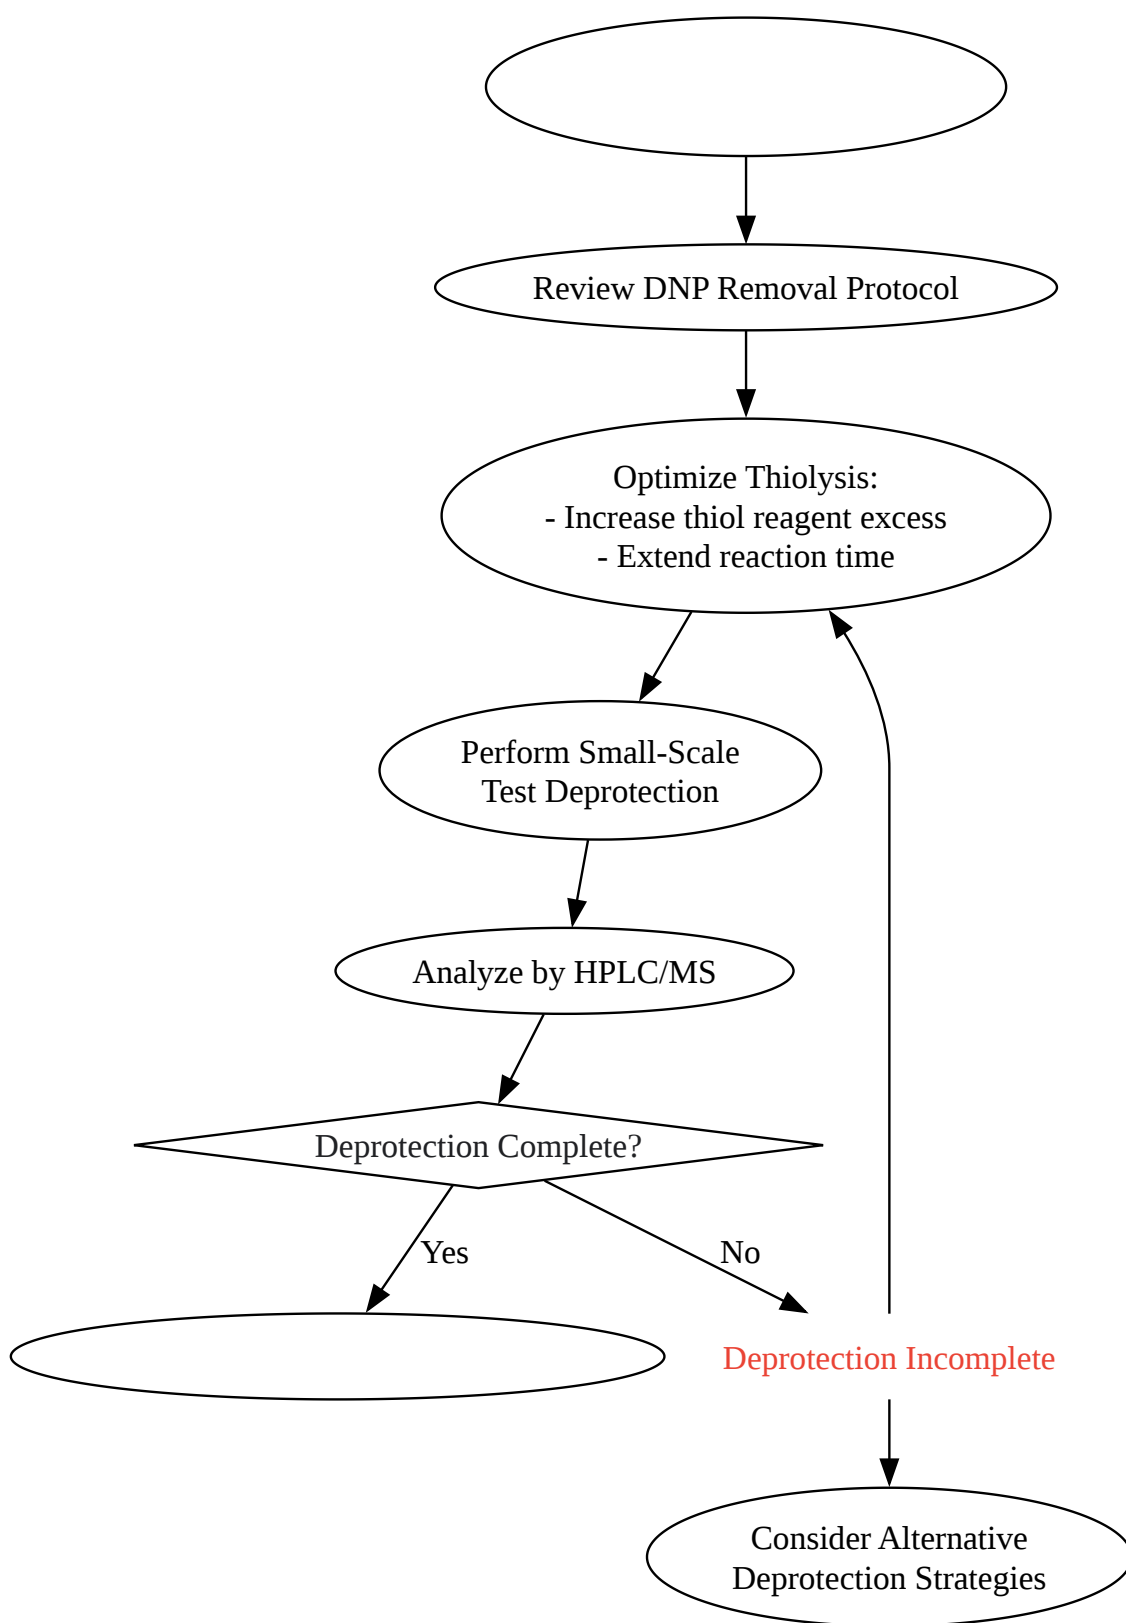 Review DNP Removal Protocol
Optimize Thiolysis:
- Increase thiol reagent excess
- Extend reaction time
Perform Small-Scale
Test Deprotection
Analyze by HPLC/MS
Deprotection Complete?
Yes
No
Deprotection Incomplete
Consider Alternative
Deprotection Strategies